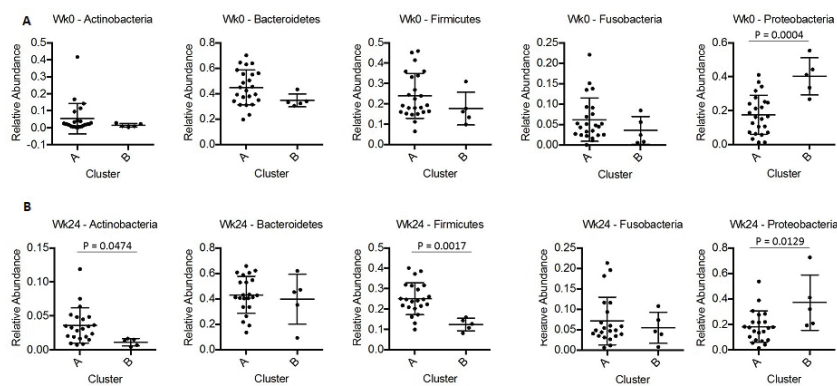 A
Wk0 - Actinobacteria
Wk0 - Bacteroidetes
Wk0 - Firmicutes
Wk0 - Fusobacteria
Wk0 - Proteobacteria
P = 0.0004
Relative Abundance
0.5
0.4
0.3
0.2
0.1
0.0
-0.1
A
B
Cluster
Relative Abundance
0.8
0.6
0.4
0.2
0.0
A
B
Cluster
Relative Abundance
0.5
0.4
0.3
0.2
0.1
0.0
A
B
Cluster
Relative Abundance
0.25
0.20
0.15
0.10
0.05
0.00
A
B
Cluster
Relative Abundance
0.6
0.4
0.2
0.0
A
B
Cluster
B
Wk24 - Actinobacteria
Wk24 - Bacteroidetes
Wk24 - Firmicutes
Wk24 - Fusobacteria
Wk24 - Proteobacteria
P = 0.0474
P = 0.0017
P = 0.0129
Relative Abundance
0.15
0.10
0.05
0.00
A
B
Cluster
Relative Abundance
0.8
0.6
0.4
0.2
0.0
A
B
Cluster
Relative Abundance
0.5
0.4
0.3
0.2
0.1
0.0
A
B
Cluster
Relative Abundance
0.25
0.20
0.15
0.10
0.05
0.00
A
B
Cluster
Relative Abundance
0.8
0.6
0.4
0.2
0.0
A
B
Cluster